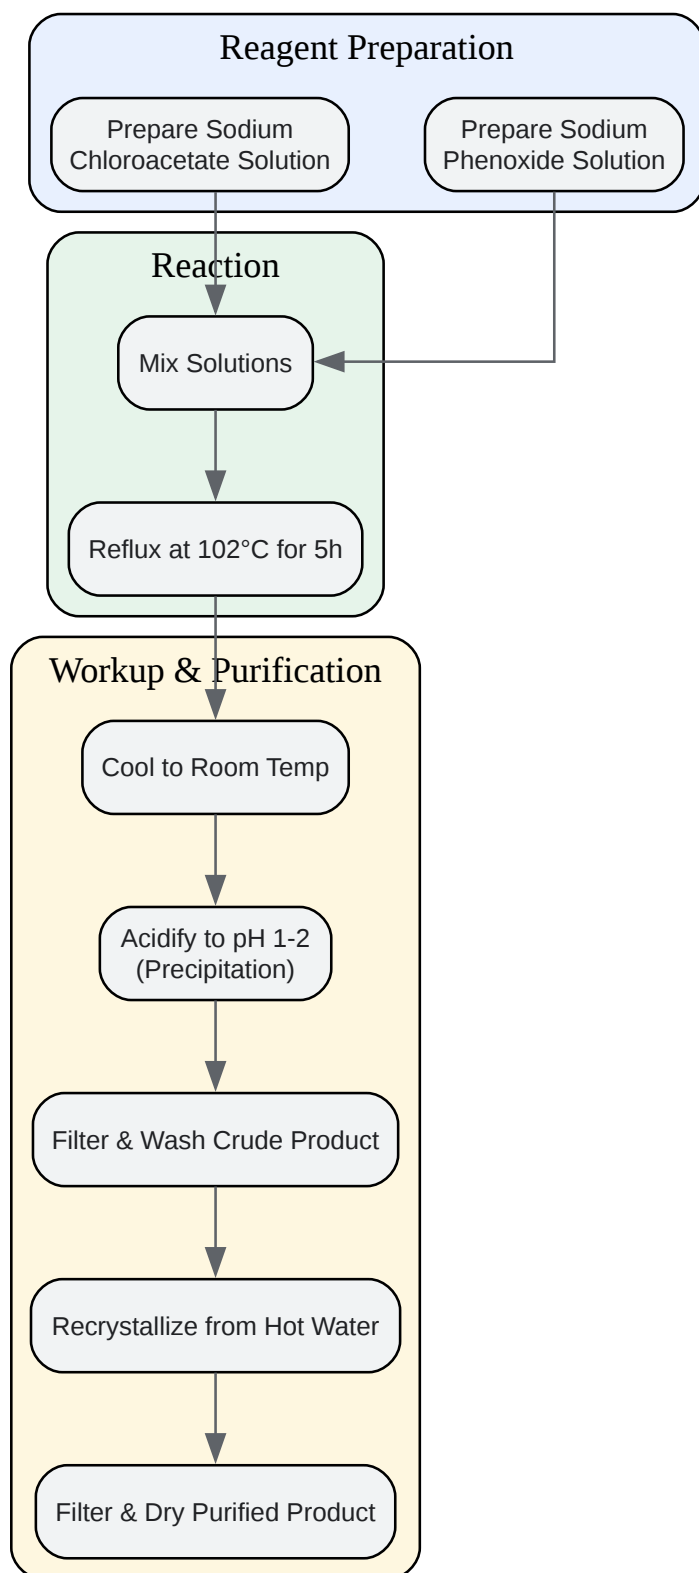 Reagent Preparation
Prepare Sodium
Chloroacetate Solution
Prepare Sodium
Phenoxide Solution
Reaction
Mix Solutions
Reflux at 102°C for 5h
Workup & Purification
Cool to Room Temp
Acidify to pH 1-2
(Precipitation)
Filter & Wash Crude Product
Recrystallize from Hot Water
Filter & Dry Purified Product